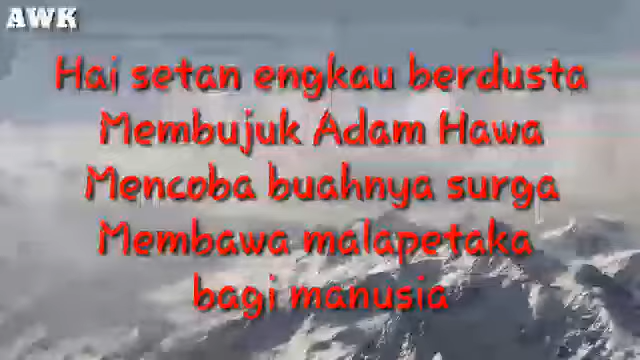 AWK
Hai setan engkau berdusta
Membujuk Adam Hawa
Mencoba buahnya surga
Membawa malapetaka
bagi manusia